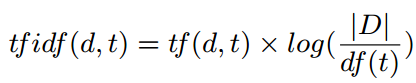 tfidf(d, t) = tf(d, t) × log(|D|/df(t))